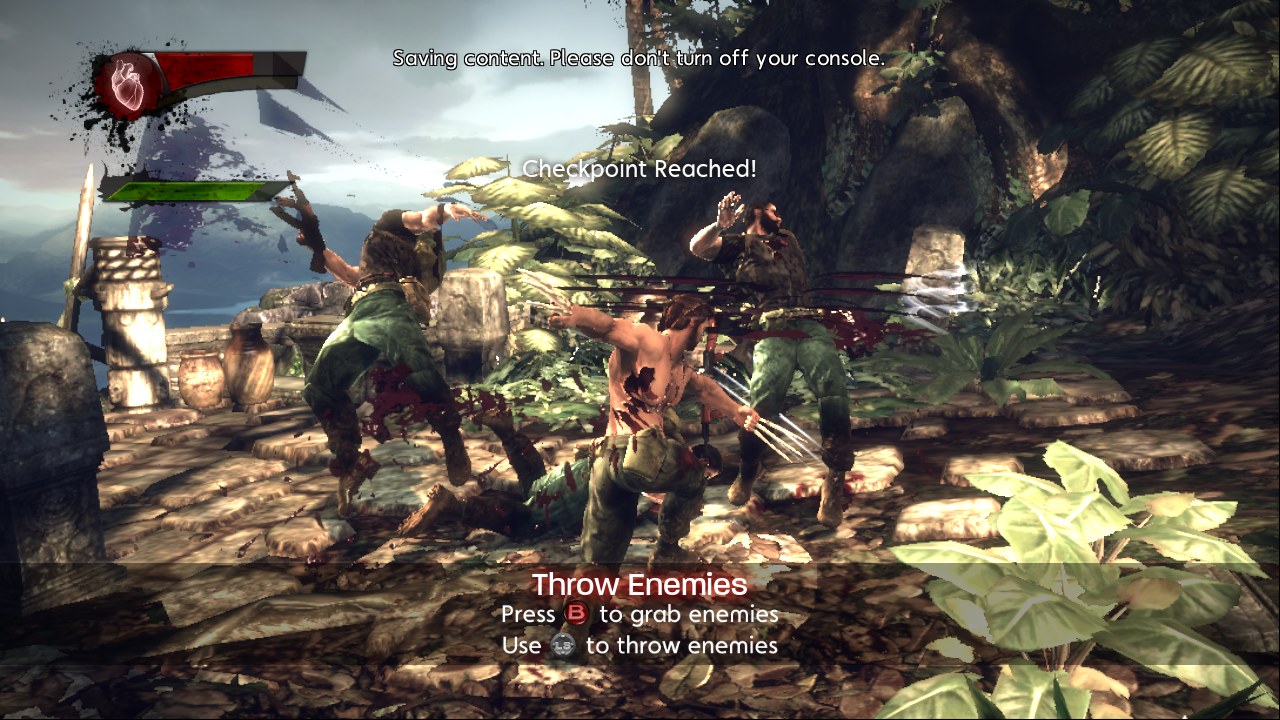 Saving content. Please don't turn off your console.
Checkpoint Reached!
Throw Enemies
Press B to grab enemies
Use LS to throw enemies